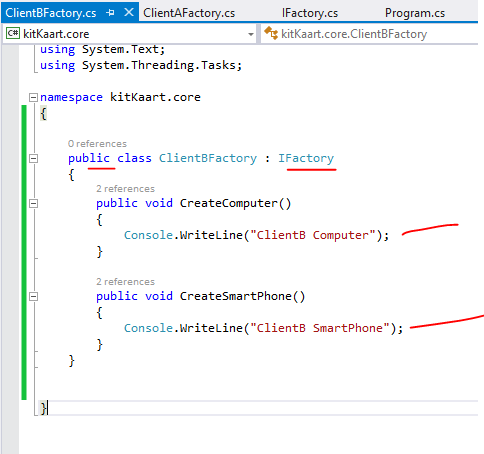 ClientBFactory.cs ClientAFactory.cs IFactory.cs Program.cs
C# kitKaart.core kitKaart.core.ClientBFactory
using System.Text;
using System.Threading.Tasks;
namespace kitKaart.core
{
0 references
public class ClientBFactory : IFactory
{
2 references
public void CreateComputer()
{
Console.WriteLine("ClientB Computer");
}
2 references
public void CreateSmartPhone()
{
Console.WriteLine("ClientB SmartPhone");
}
}
}